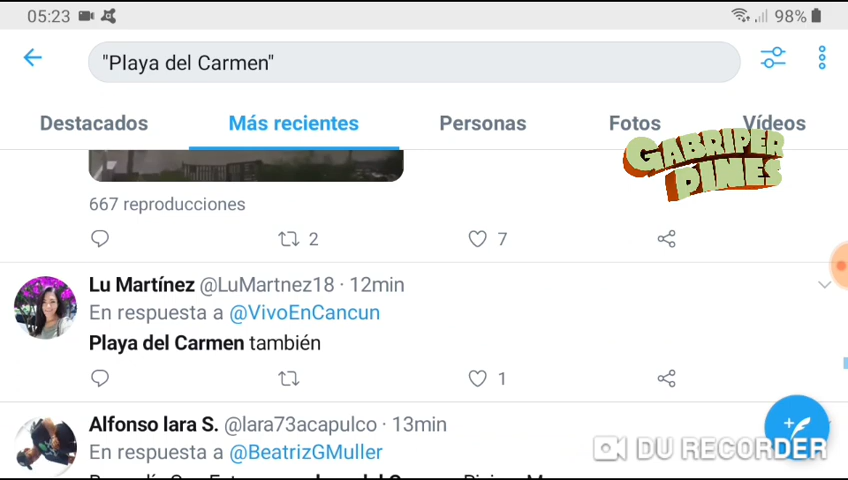 05:23 98%
"Playa del Carmen"
Destacados Más recientes Personas Fotos Vídeos
GABRIPER
PINES
667 reproducciones
2 7
Lu Martínez @LuMartnez18 · 12min
En respuesta a @VivoEnCancun
Playa del Carmen también
1
Alfonso lara S. @lara73acapulco · 13min
En respuesta a @BeatrizGMuller
DU RECORDER